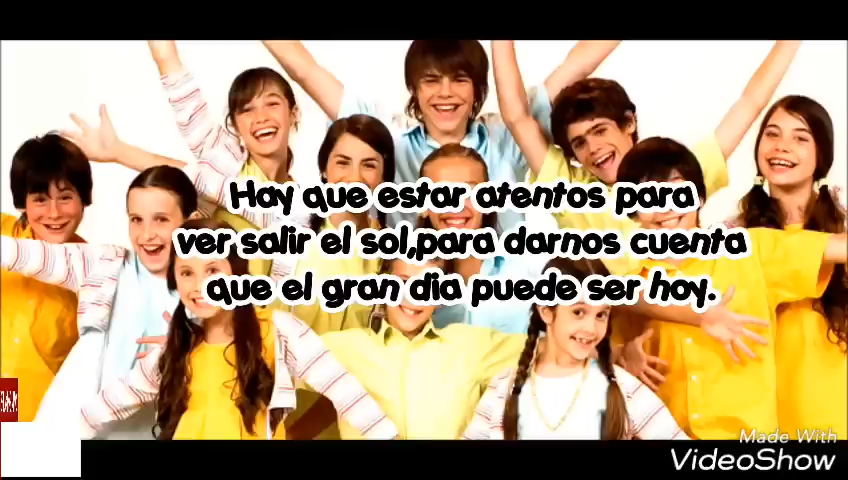 Hay que estar atentos para
ver salir el sol,para darnos cuenta
que el gran dia puede ser hoy.
Made With
VideoShow